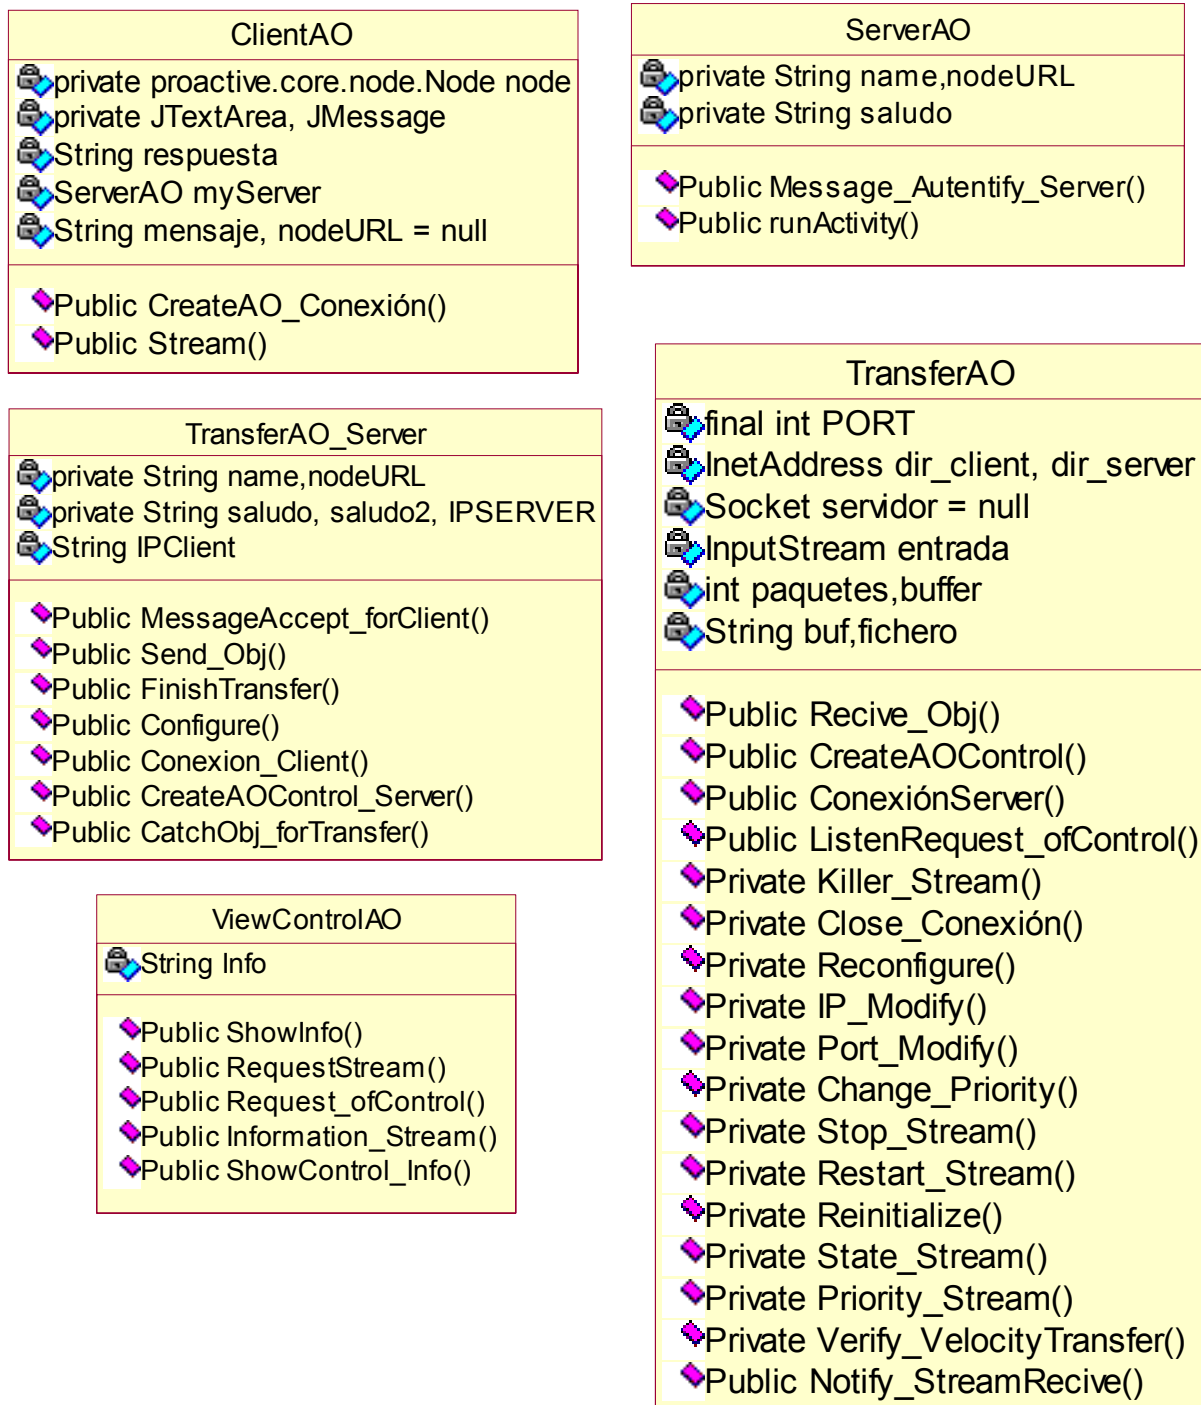 ClientAO
private proactive.core.node.Node node
private JTextArea, JMessage
String respuesta
ServerAO myServer
String mensaje, nodeURL = null
Public CreateAO_Conexión()
Public Stream()
ServerAO
private String name,nodeURL
private String saludo
Public Message_Autentify_Server()
Public runActivity()
TransferAO_Server
private String name,nodeURL
private String saludo, saludo2, IPSERVER
String IPClient
Public MessageAccept_forClient()
Public Send_Obj()
Public FinishTransfer()
Public Configure()
Public Conexion_Client()
Public CreateAOControl_Server()
Public CatchObj_forTransfer()
TransferAO
final int PORT
InetAddress dir_client, dir_server
Socket servidor = null
InputStream entrada
int paquetes,buffer
String buf,fichero
Public Recive_Obj()
Public CreateAOControl()
Public ConexiónServer()
Public ListenRequest_ofControl()
Private Killer_Stream()
Private Close_Conexión()
Private Reconfigure()
Private IP_Modify()
Private Port_Modify()
Private Change_Priority()
Private Stop_Stream()
Private Restart_Stream()
Private Reinitialize()
Private State_Stream()
Private Priority_Stream()
Private Verify_VelocityTransfer()
Public Notify_StreamRecive()
ViewControlAO
String Info
Public ShowInfo()
Public RequestStream()
Public Request_ofControl()
Public Information_Stream()
Public ShowControl_Info()